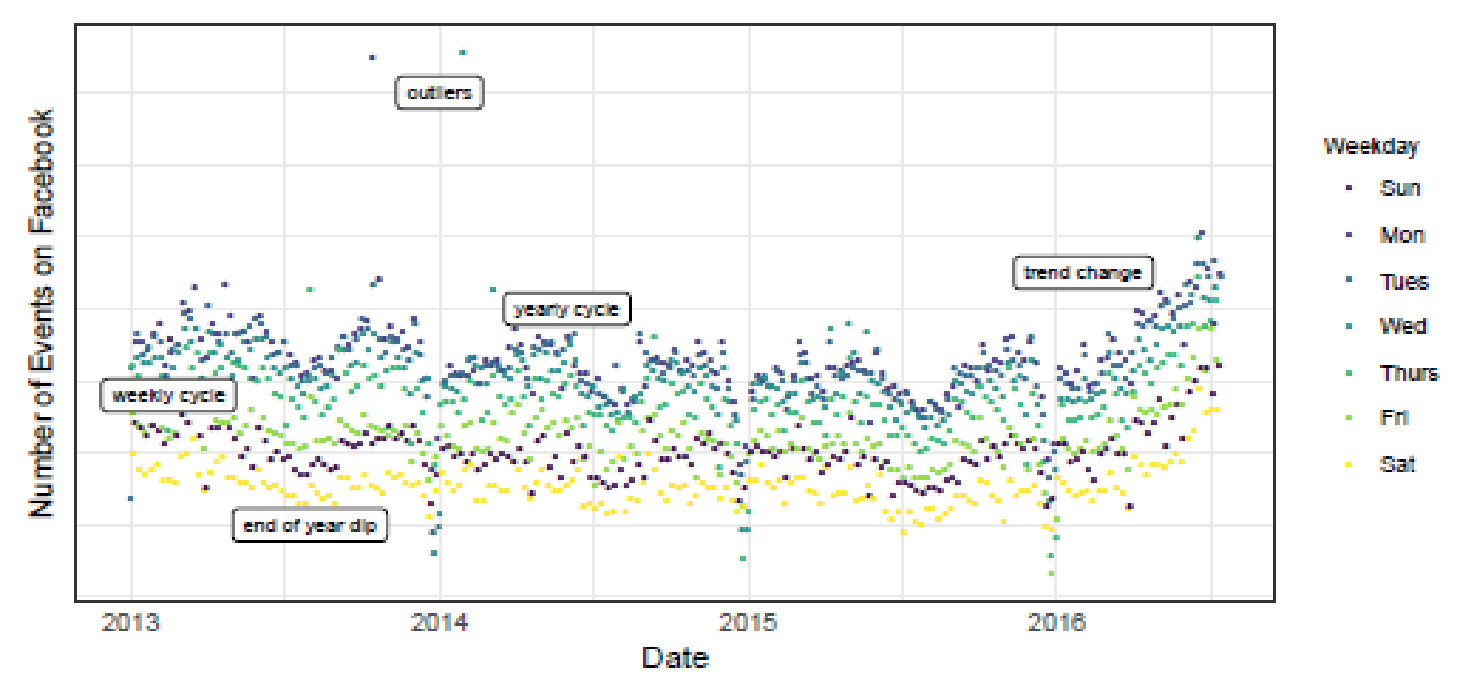 Number of Events on Facebook
outliers
trend change
yearly cycle
weekly cycle
end of year dip
2013
2014
2015
2016
Date
Weekday
Sun
Mon
Tues
Wed
Thurs
Fri
Sat